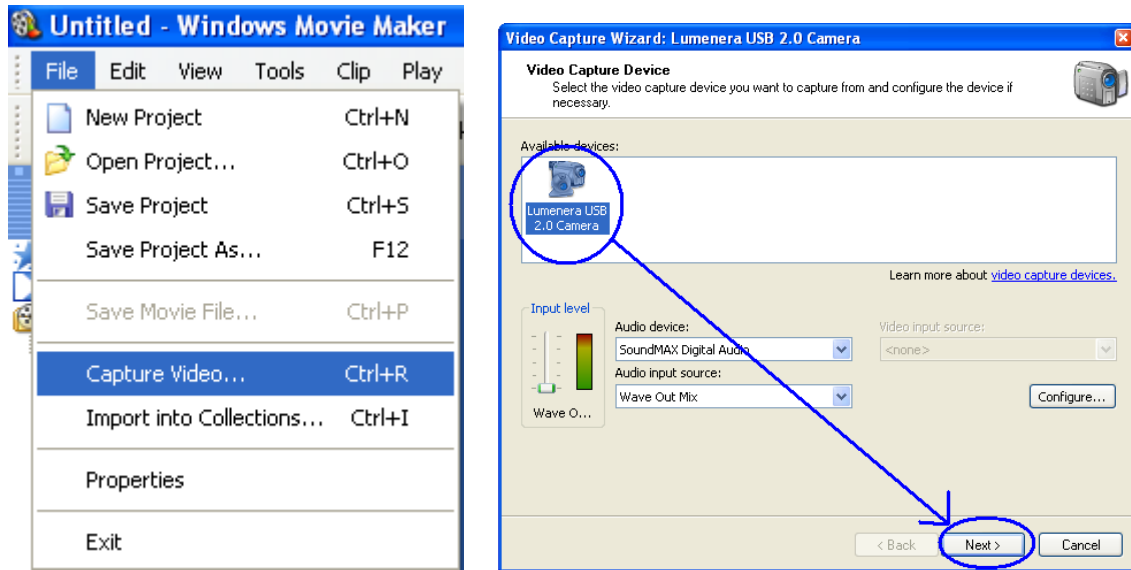 Untitled - Windows Movie Maker
File Edit View Tools Clip Play
New Project Ctrl+N
Open Project... Ctrl+O
Save Project Ctrl+S
Save Project As... F12
Save Movie File... Ctrl+P
Capture Video... Ctrl+R
Import into Collections... Ctrl+I
Properties
Exit
Video Capture Wizard: Lumenera USB 2.0 Camera
Video Capture Device
Select the video capture device you want to capture from and configure the device if
necessary.
Available devices:
Lumenera USB
2.0 Camera
Learn more about video capture devices.
Input level
Audio device:
SoundMAX Digital Audio
Audio input source:
Wave Out Mix
Wave O...
Video input source:
<none>
Configure...
< Back Next > Cancel